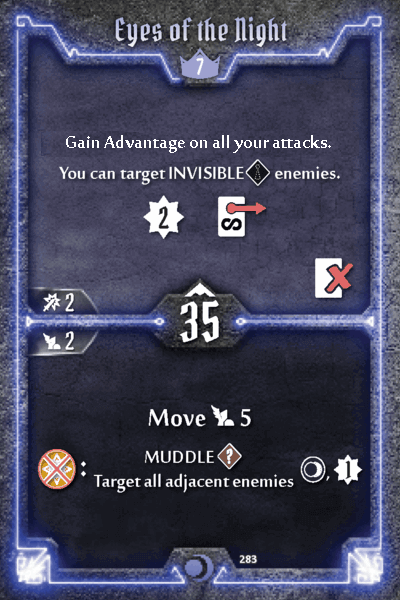 Eyes of the Night
7
Gain Advantage on all your attacks.
You can target INVISIBLE enemies.
2
2
35
2
Move 5
: MUDDLE ?
Target all adjacent enemies , 1
283